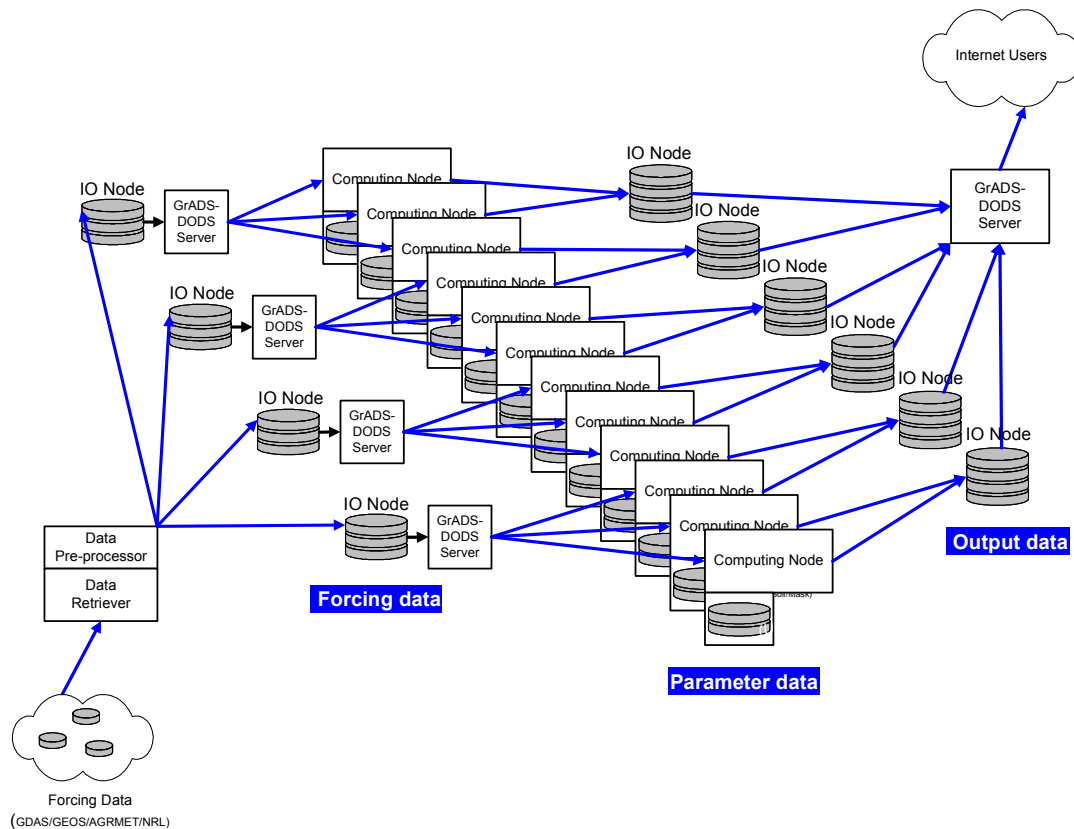 Internet Users
GrADS-
DODS
Server
IO Node
IO Node
IO Node
IO Node
IO Node
IO Node
Output data
Computing Node
Computing Node
Computing Node
Computing Node
Computing Node
Computing Node
Computing Node
Computing Node
Computing Node
Computing Node
Computing Node
Computing Node
Parameter data
IO Node
GrADS-
DODS
Server
IO Node
GrADS-
DODS
Server
IO Node
GrADS-
DODS
Server
IO Node
GrADS-
DODS
Server
Forcing data
Data
Pre-processor
Data
Retriever
Forcing Data
(GDAS/GEOS/AGRMET/NRL)